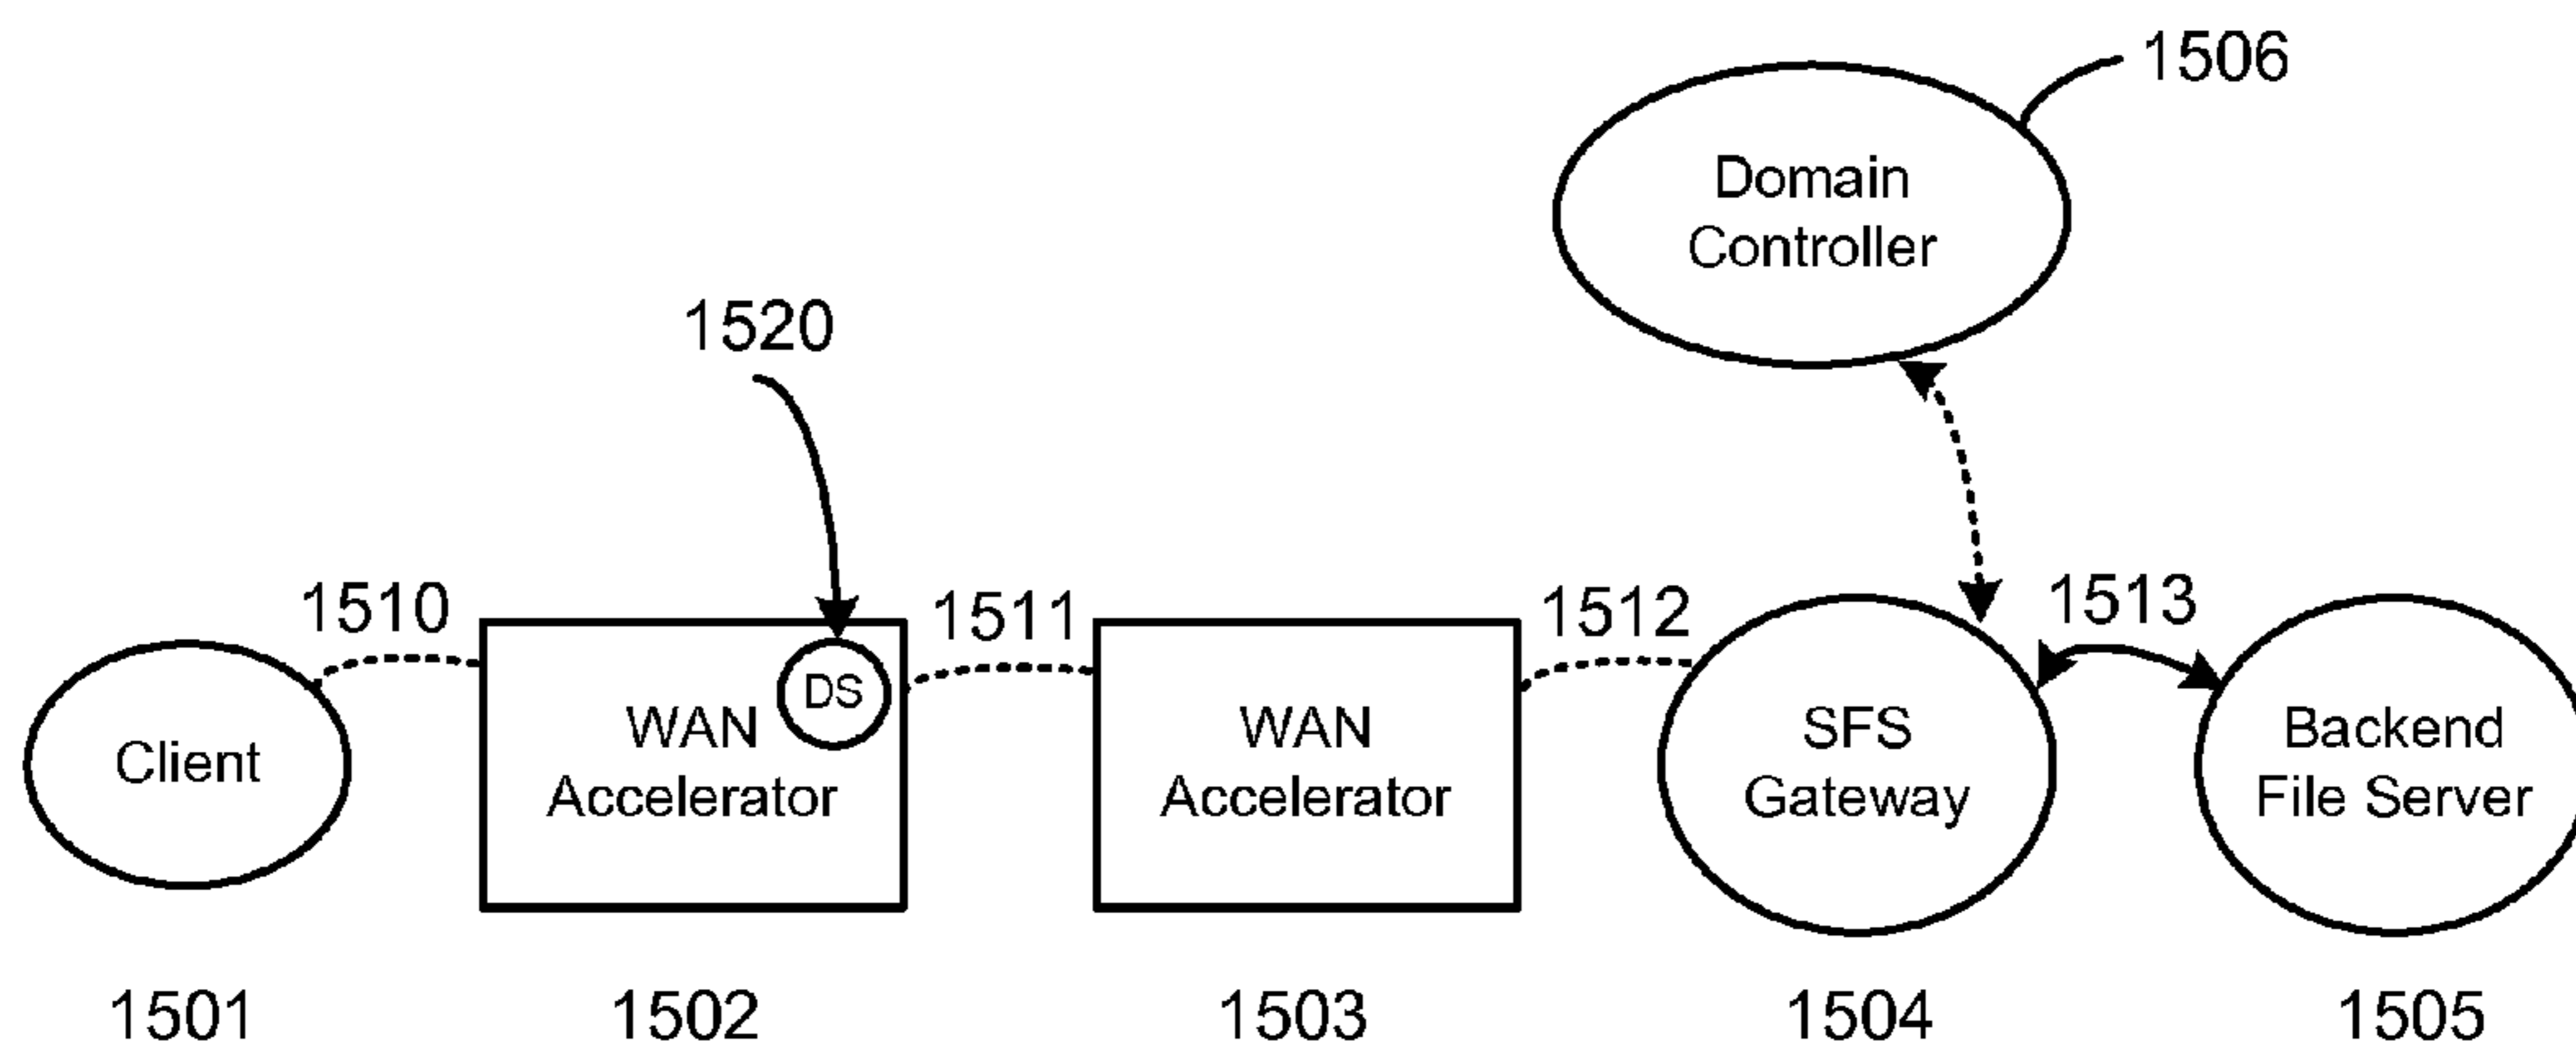 1506
Domain
Controller
1520
1510
1511
1512
1513
DS
Client
WAN
Accelerator
WAN
Accelerator
SFS
Gateway
Backend
File Server
1501
1502
1503
1504
1505